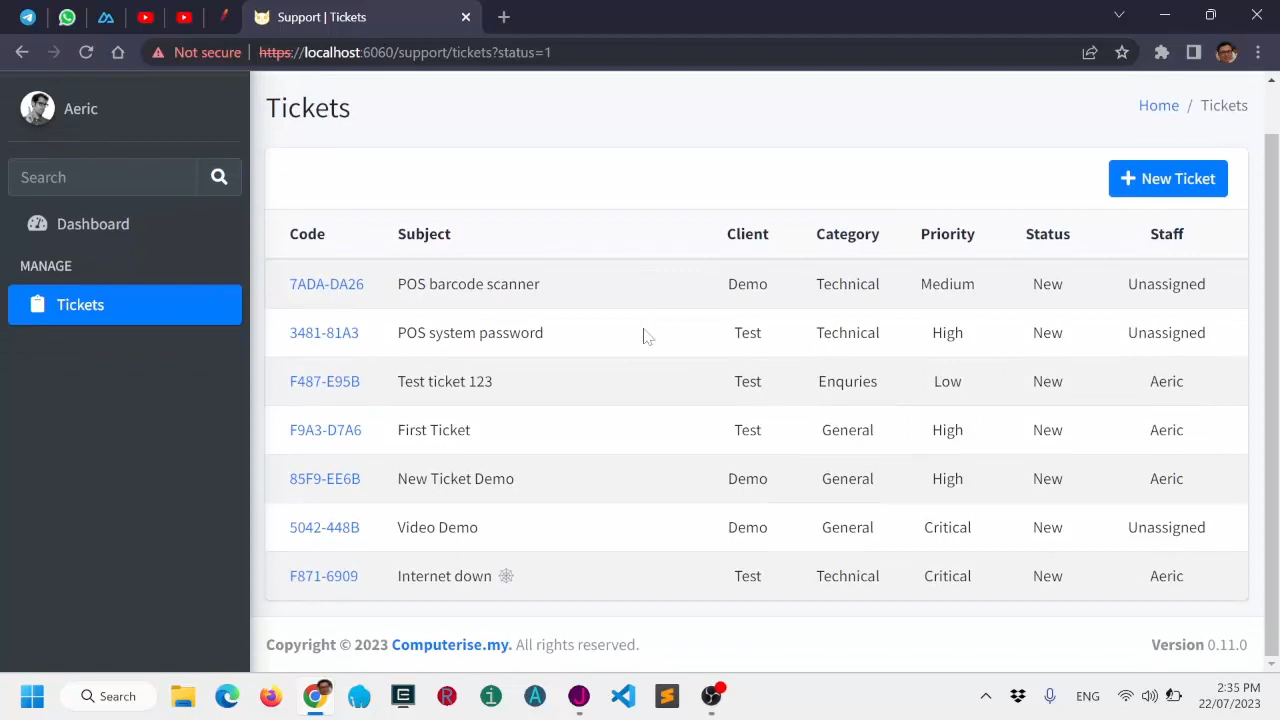 Support | Tickets
Not secure https://localhost:6060/support/tickets?status=1
Aeric
Search
Dashboard
MANAGE
Tickets
Tickets
Home / Tickets
New Ticket
Code Subject Client Category Priority Status Staff
7ADA-DA26 POS barcode scanner Demo Technical Medium New Unassigned
3481-81A3 POS system password Test Technical High New Unassigned
F487-E95B Test ticket 123 Test Enquries Low New Aeric
F9A3-D7A6 First Ticket Test General High New Aeric
85F9-EE6B New Ticket Demo Demo General High New Aeric
5042-448B Video Demo Demo General Critical New Unassigned
F871-6909 Internet down 🕸 Test Technical Critical New Aeric
Copyright © 2023 Computerise.my. All rights reserved.
Version 0.11.0
Search
ENG
2:35 PM
22/07/2023